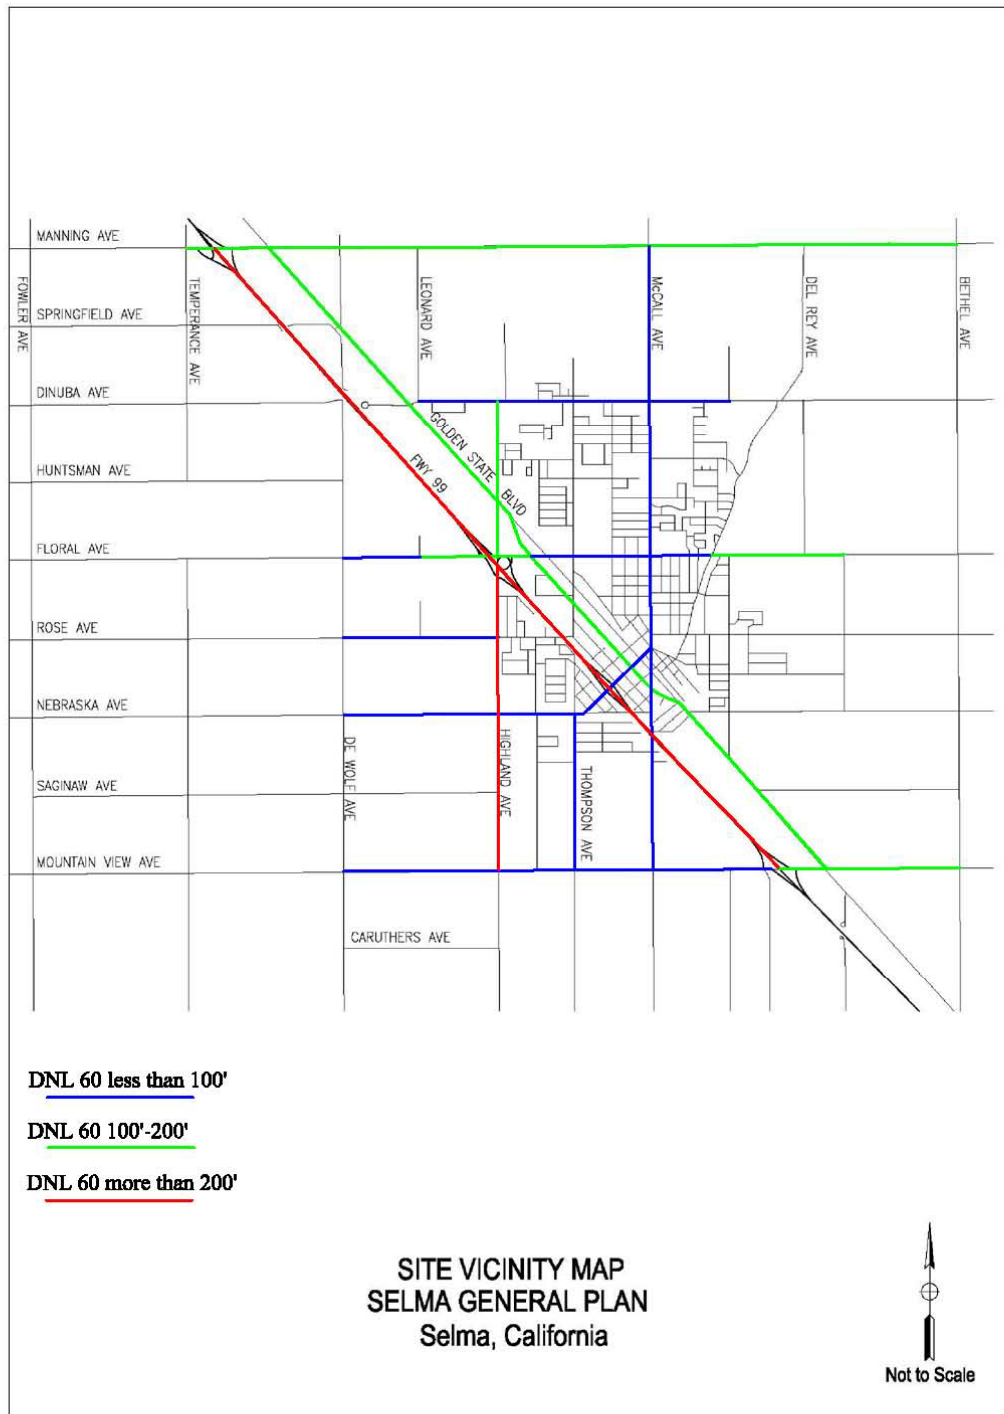 MANNING AVE
FOWLER AVE
TEMPERANCE AVE
LEONARD AVE
McCALL AVE
DEL REY AVE
BETHEL AVE
SPRINGFIELD AVE
DINUBA AVE
GOLDEN STATE BLVD
FWY 99
HUNTSMAN AVE
FLORAL AVE
ROSE AVE
NEBRASKA AVE
DE WOLF AVE
HIGHLAND AVE
THOMPSON AVE
SAGINAW AVE
MOUNTAIN VIEW AVE
CARUTHERS AVE
DNL 60 less than 100'
DNL 60 100'-200'
DNL 60 more than 200'
SITE VICINITY MAP
SELMA GENERAL PLAN
Selma, California
Not to Scale